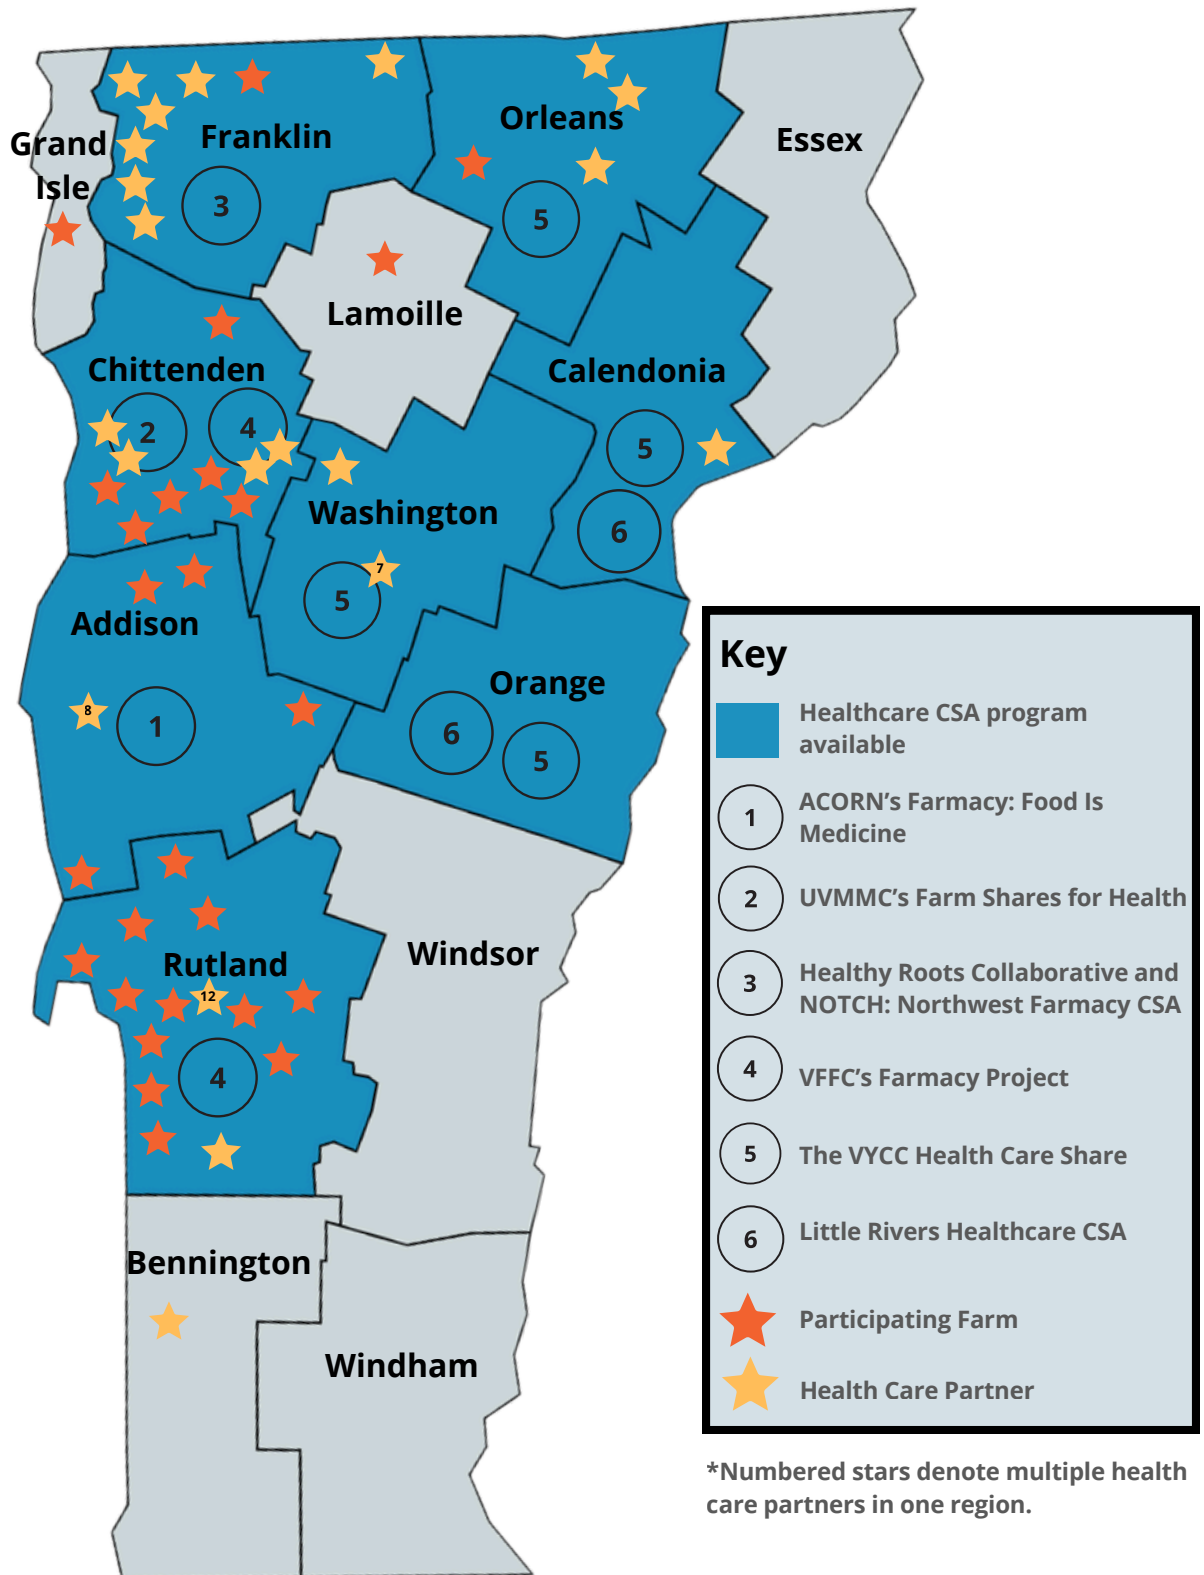 Grand
Isle
Franklin
3
Orleans
5
Essex
Lamoille
Chittenden
2
4
Calendonia
5
6
Washington
7
5
Addison
8
1
Orange
6
5
Rutland
12
4
Windsor
Bennington
Windham
Key
Healthcare CSA program
available
1
ACORN’s Farmacy: Food Is
Medicine
2
UVMMC’s Farm Shares for Health
3
Healthy Roots Collaborative and
NOTCH: Northwest Farmacy CSA
4
VFFC’s Farmacy Project
5
The VYCC Health Care Share
6
Little Rivers Healthcare CSA
Participating Farm
Health Care Partner
*Numbered stars denote multiple health
care partners in one region.